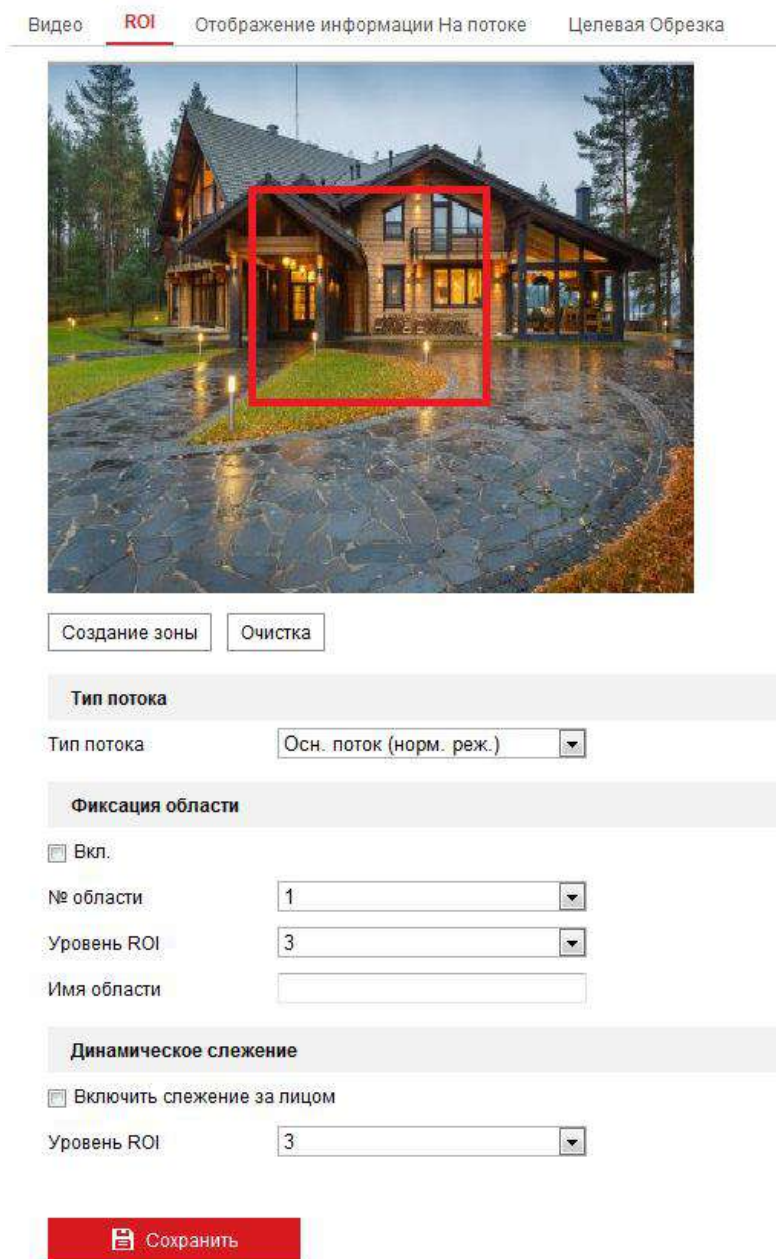 Видео ROI Отображение информации На потоке Целевая Обрезка
Создание зоны Очистка
Тип потока
Тип потока Осн. поток (норм. реж.)
Фиксация области
Вкл.
№ области 1
Уровень ROI 3
Имя области
Динамическое слежение
Включить слежение за лицом
Уровень ROI 3
Сохранить